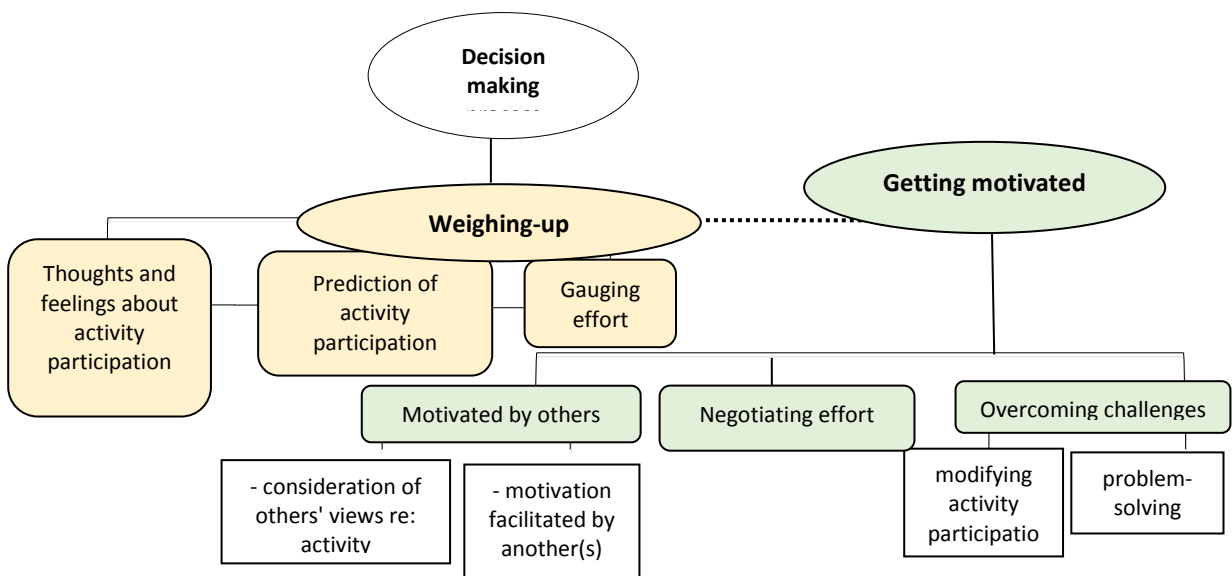 Decision
making
Getting motivated
Weighing-up
Thoughts and
feelings about
activity
participation
Prediction of
activity
participation
Gauging
effort
Motivated by others
Negotiating effort
Overcoming challenges
- consideration of
others' views re:
activity
- motivation
facilitated by
another(s)
modifying
activity
participatio
problem-
solving